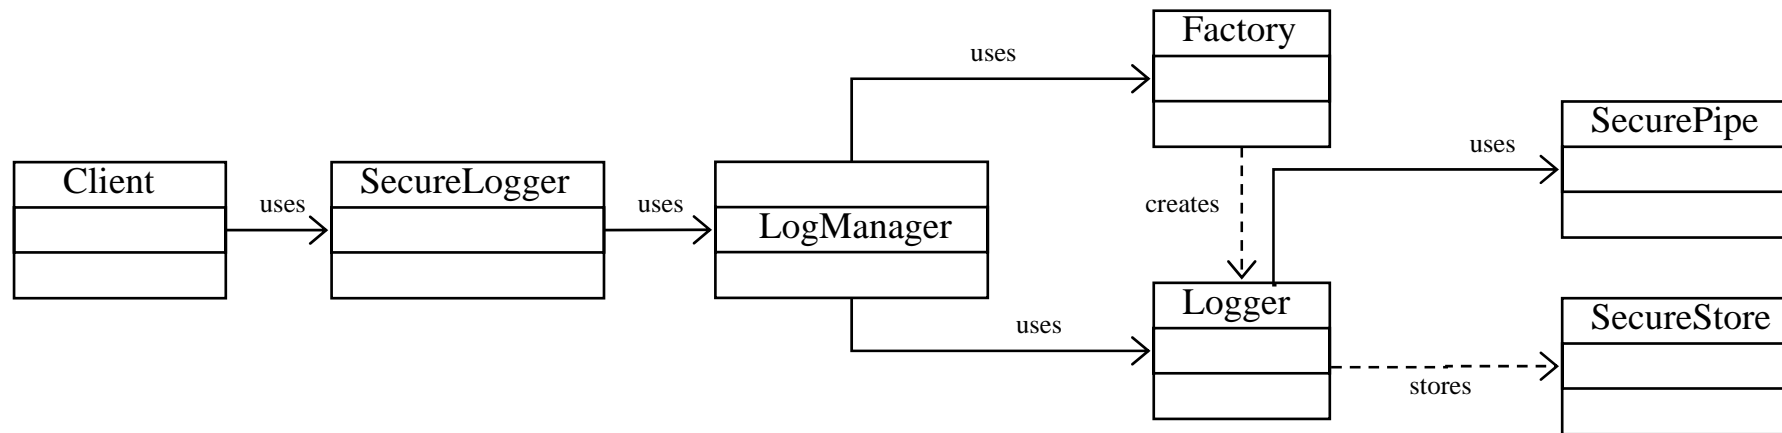 Factory
uses
SecurePipe
uses
Client
SecureLogger
uses
uses
creates
LogManager
Logger
SecureStore
uses
stores